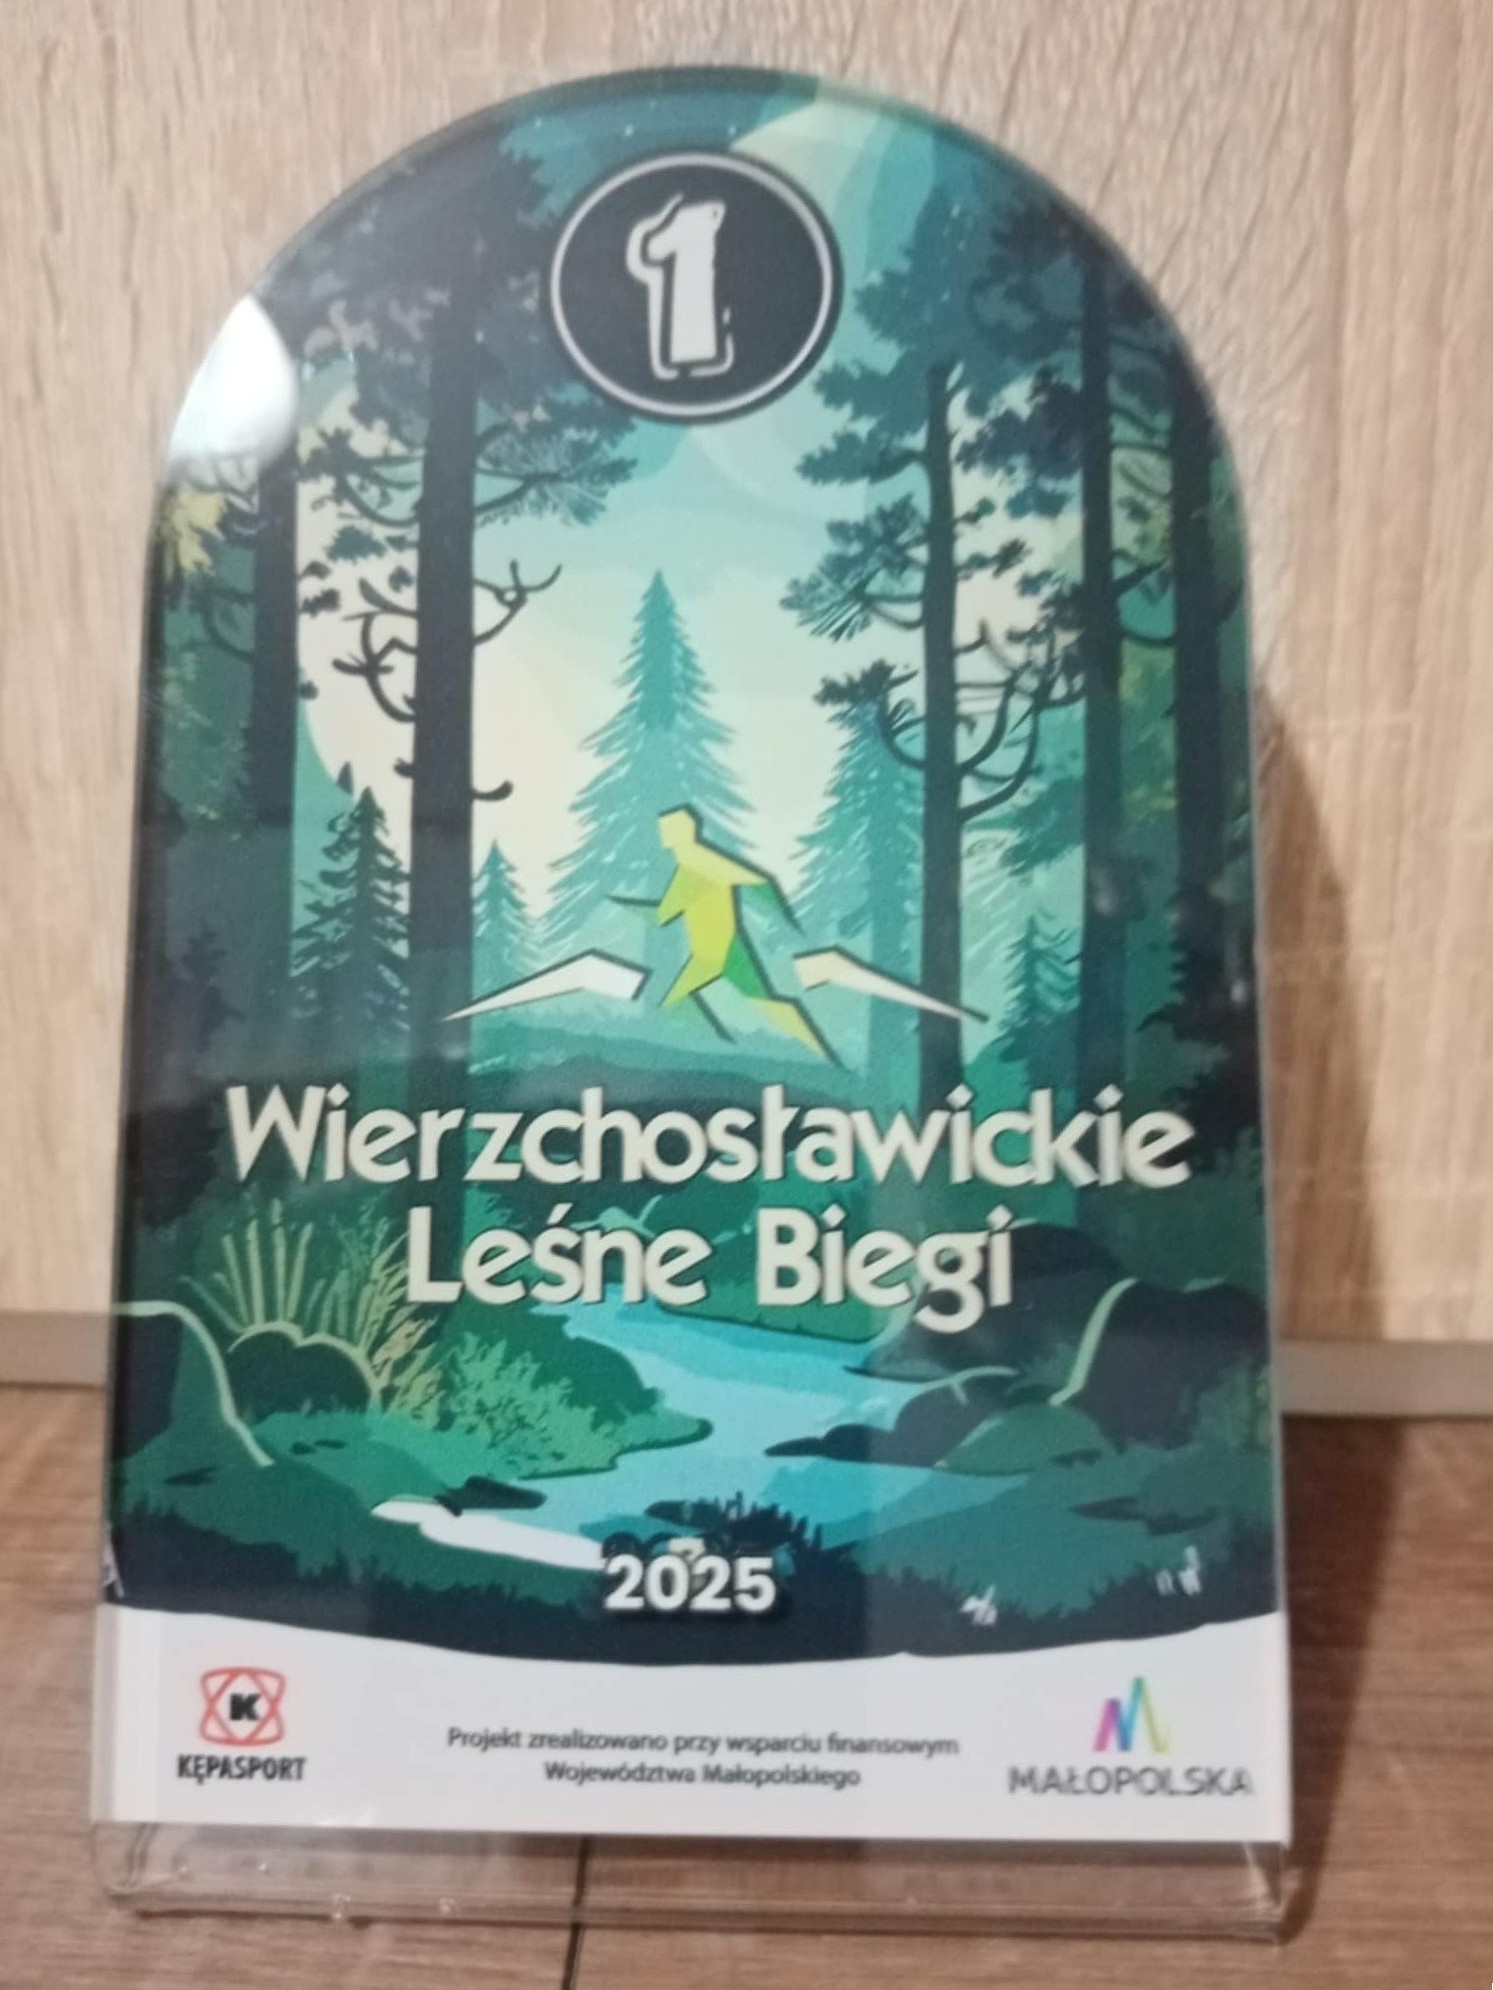 1
Wierzchosławickie
Leśne Biegi
2025
K
KĘPASPORT
Projekt zrealizowano przy wsparciu finansowym
Województwa Małopolskiego
MAŁOPOLSKA